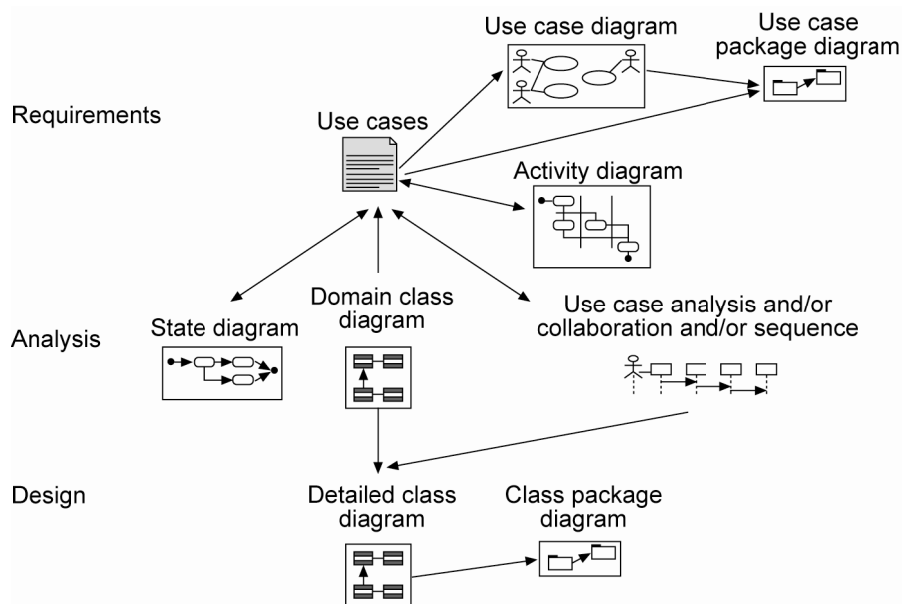 Use case diagram
Use case
package diagram
Requirements
Use cases
Activity diagram
Domain class
diagram
Use case analysis and/or
collaboration and/or sequence
Analysis
State diagram
Design
Detailed class
diagram
Class package
diagram